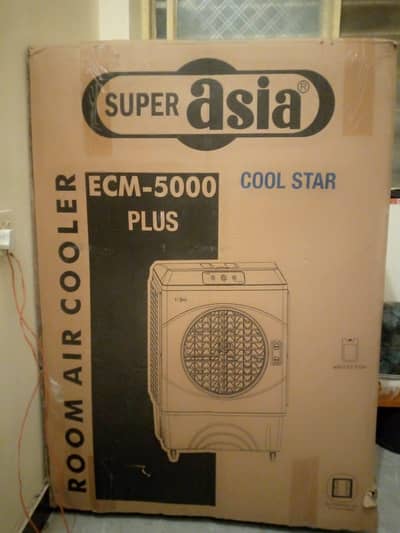 SUPER asia®
ROOM AIR COOLER
ECM-5000
PLUS
COOL STAR